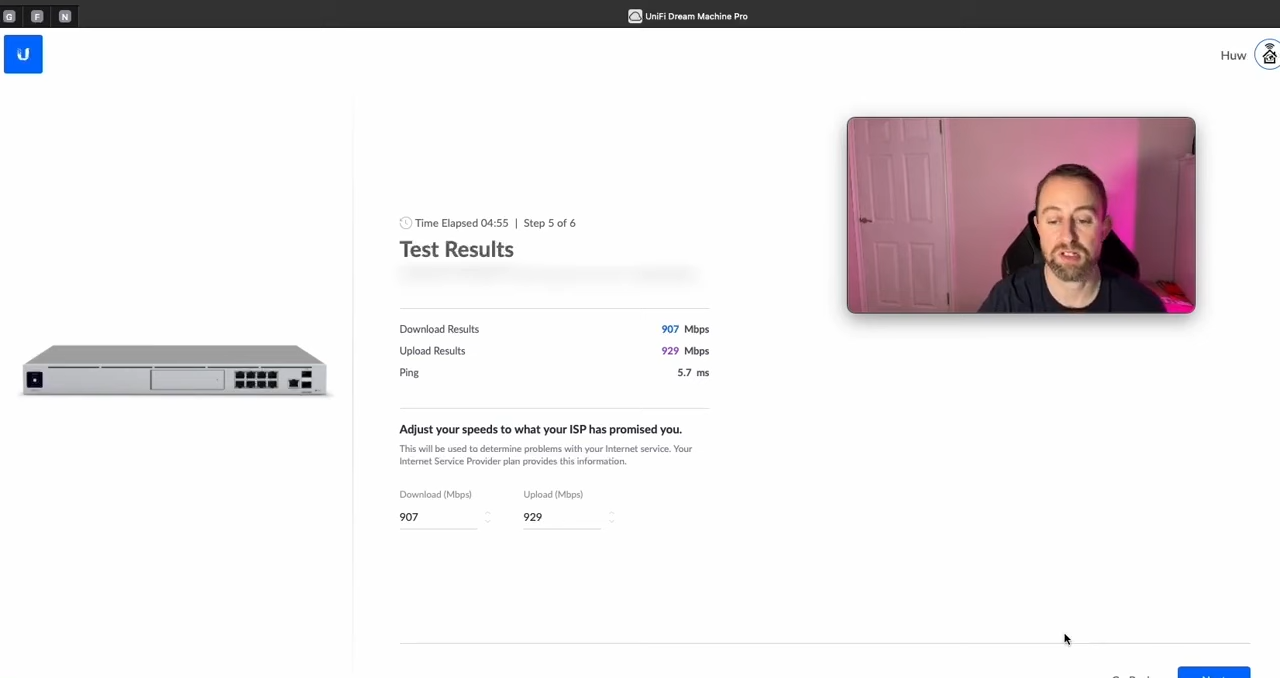 G F N
UniFi Dream Machine Pro
Huw
Time Elapsed 04:55 | Step 5 of 6
Test Results
Download Results 907 Mbps
Upload Results 929 Mbps
Ping 5.7 ms
Adjust your speeds to what your ISP has promised you.
This will be used to determine problems with your Internet service. Your
Internet Service Provider plan provides this information.
Download (Mbps) Upload (Mbps)
907 929